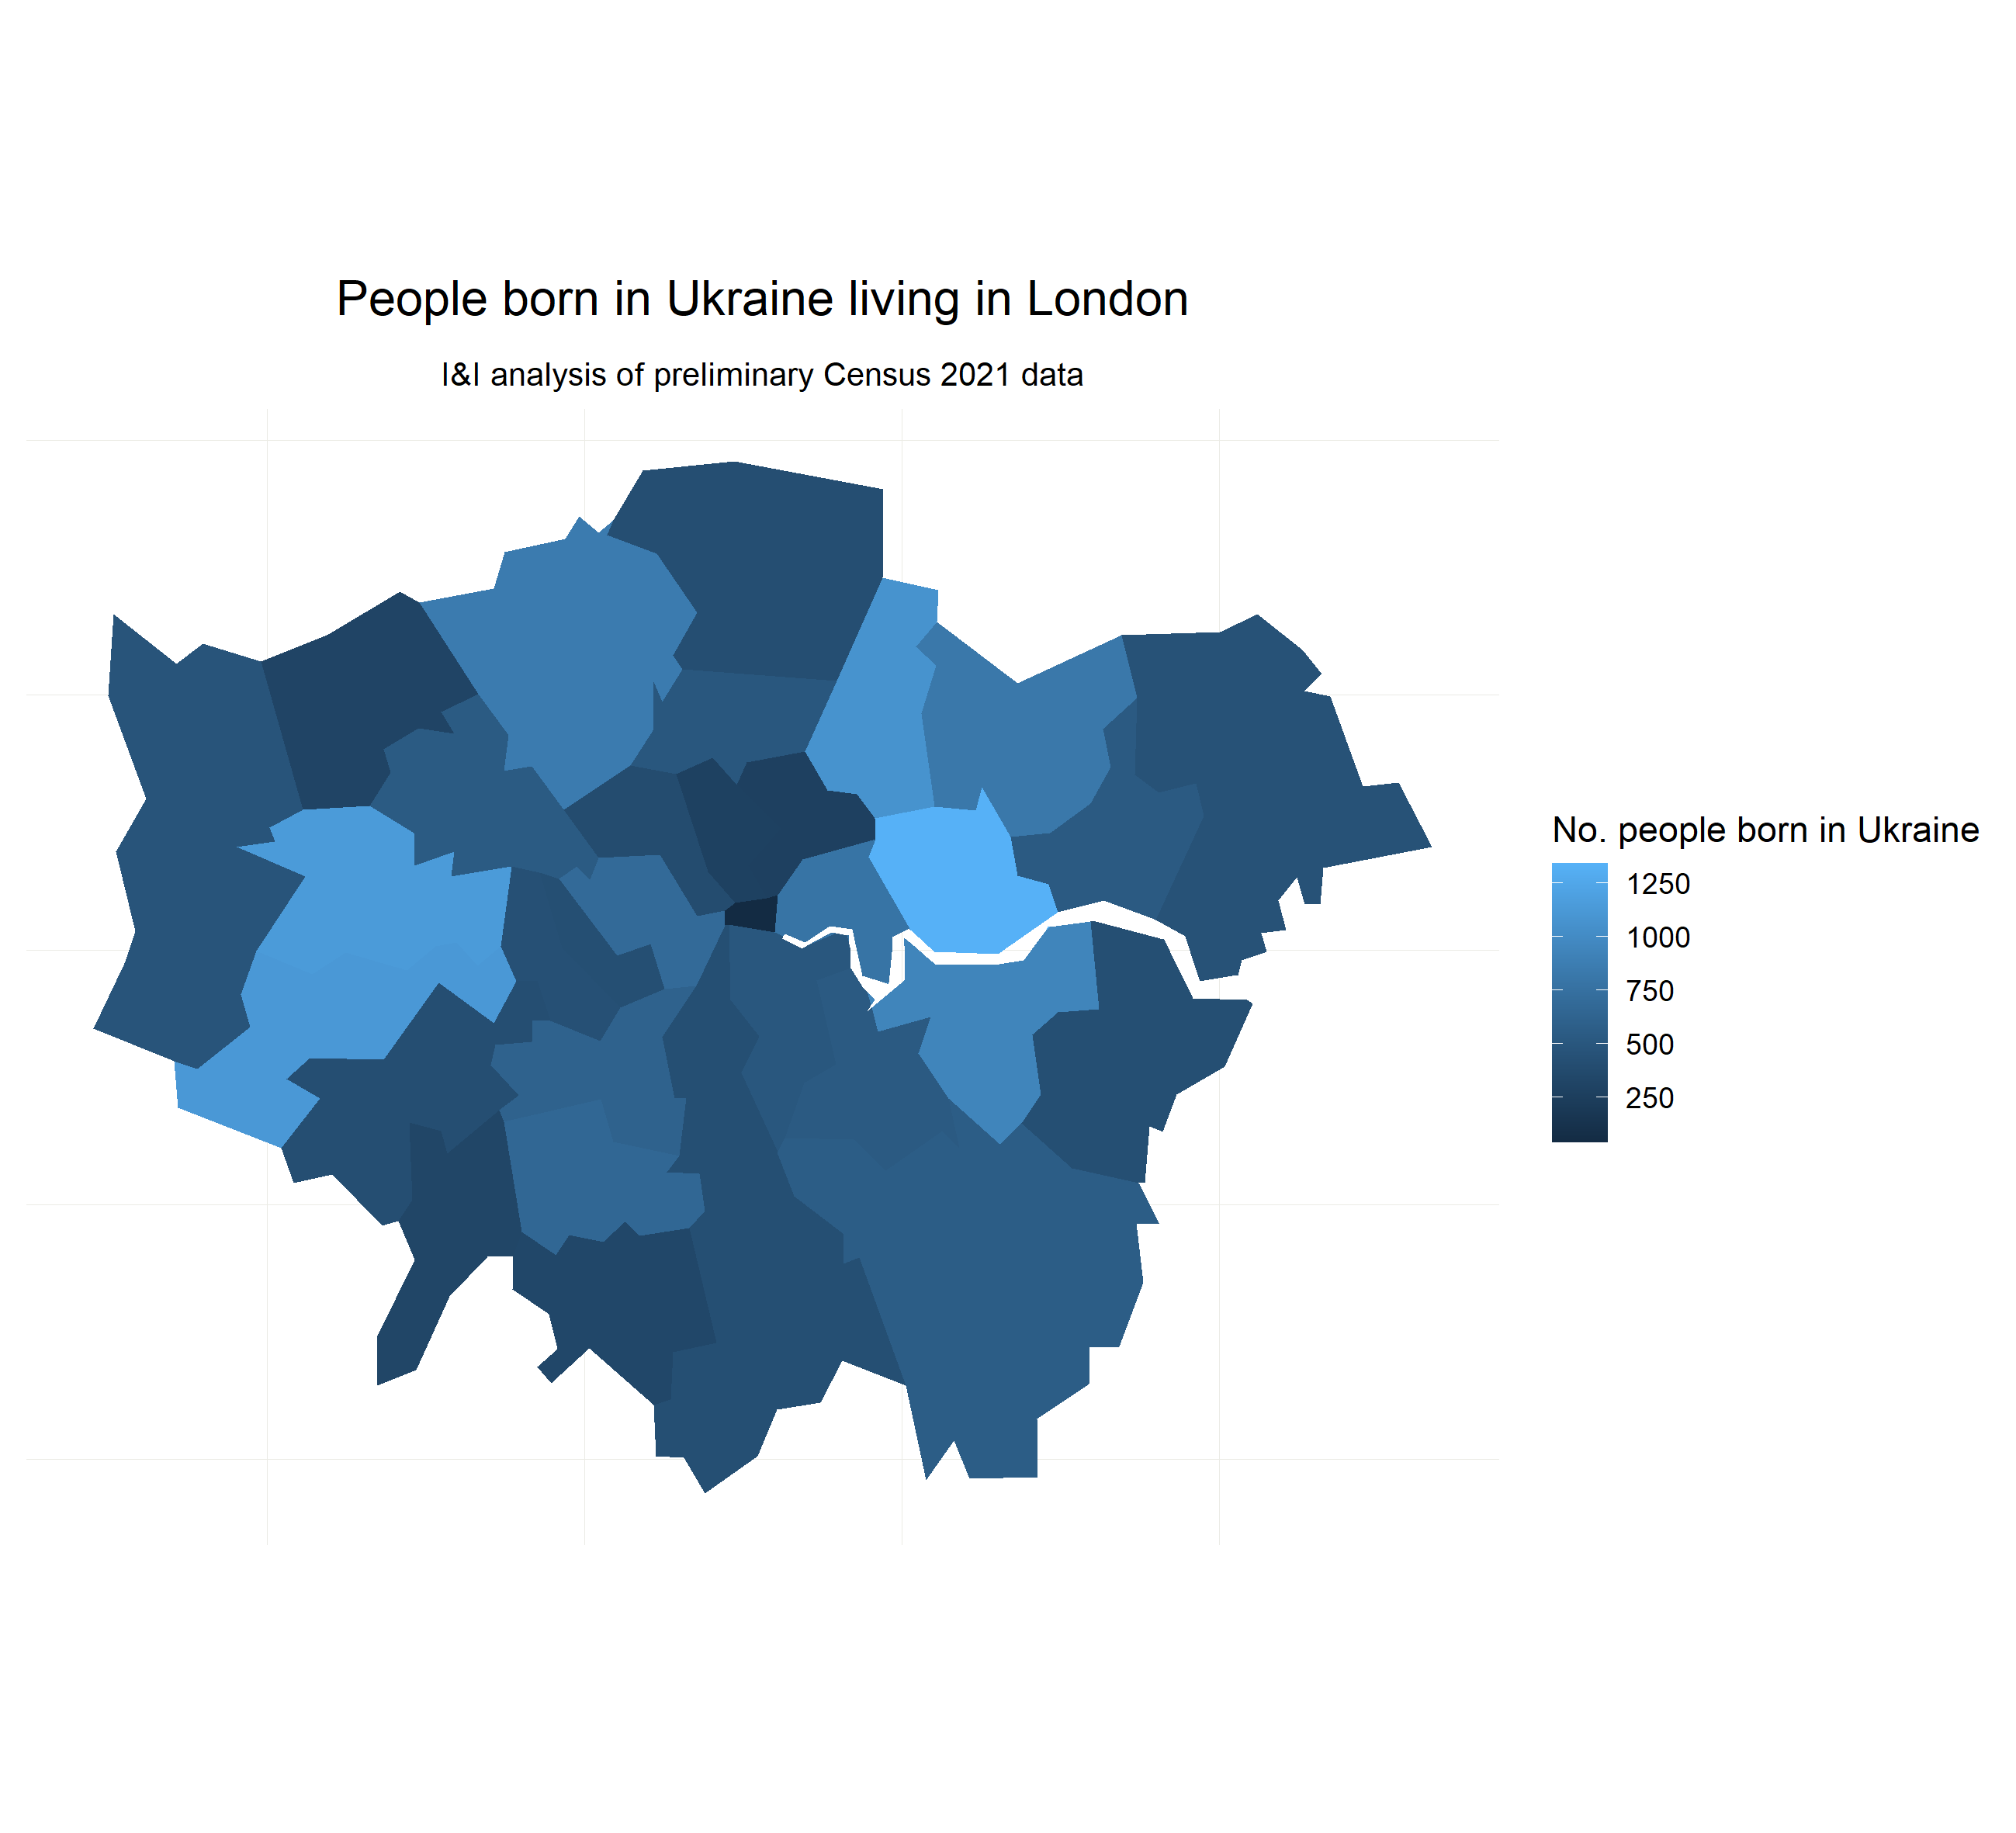 People born in Ukraine living in London
I&I analysis of preliminary Census 2021 data
No. people born in Ukraine
1250
1000
750
500
250